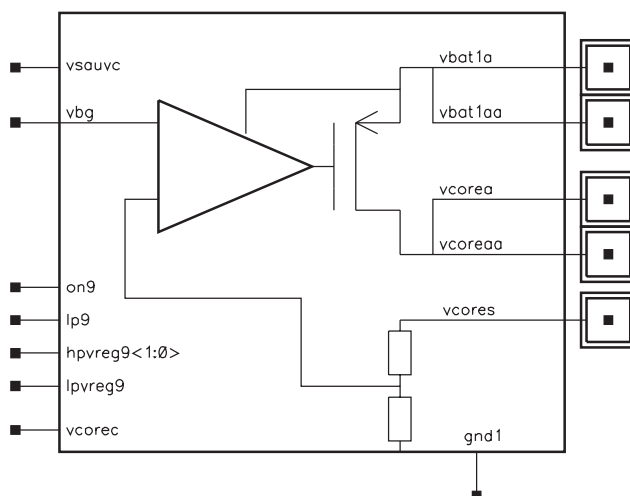 vsauvc
vbat1a
vbg
vbat1aa
vcorea
vcoreaa
on9
vcores
lp9
hpvreg9<1:0>
lpvreg9
vcorec
gnd1